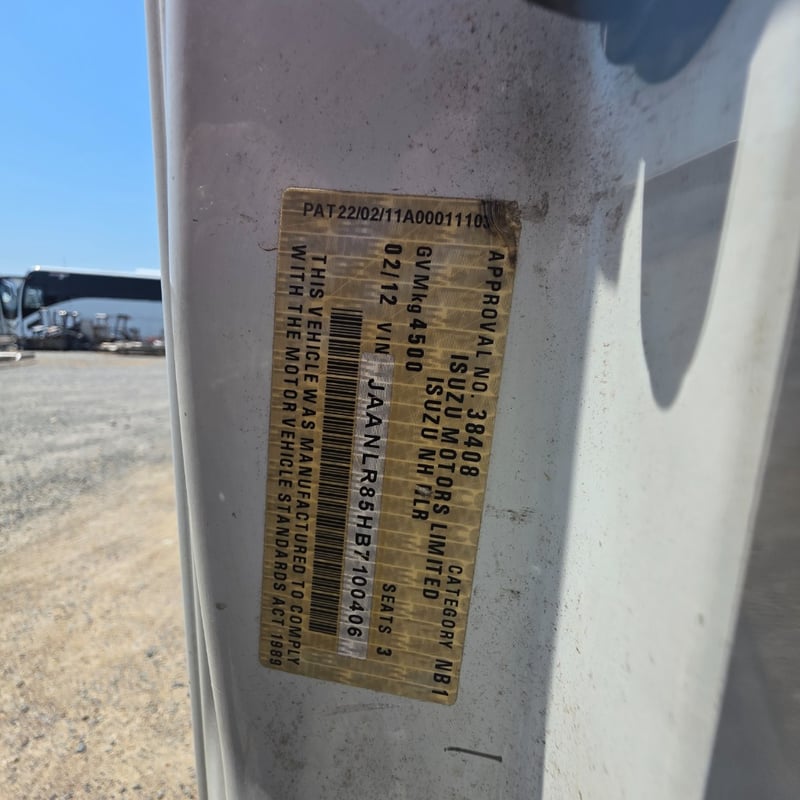 PAT22/02/11A0001110
APPROVAL NO. 38408 CATEGORY NB1
ISUZU MOTORS LIMITED
ISUZU NH NLR
GVMkg 4500
02/12 VIN JAANLR85HB7100406 SEATS 3
THIS VEHICLE WAS MANUFACTURED TO COMPLY
WITH THE MOTOR VEHICLE STANDARDS ACT 1989